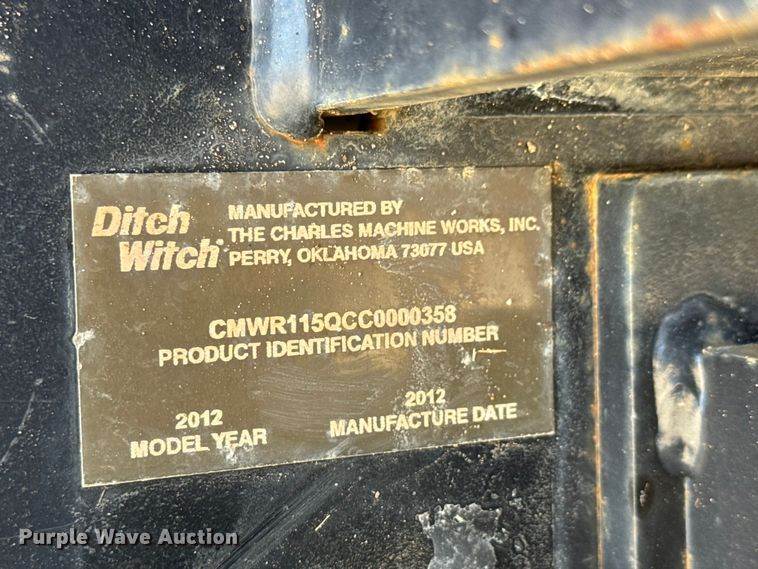 Ditch
Witch®
MANUFACTURED BY
THE CHARLES MACHINE WORKS, INC.
PERRY, OKLAHOMA 73077 USA
CMWR115QCC0000358
PRODUCT IDENTIFICATION NUMBER
2012
MODEL YEAR
2012
MANUFACTURE DATE
Purple Wave Auction